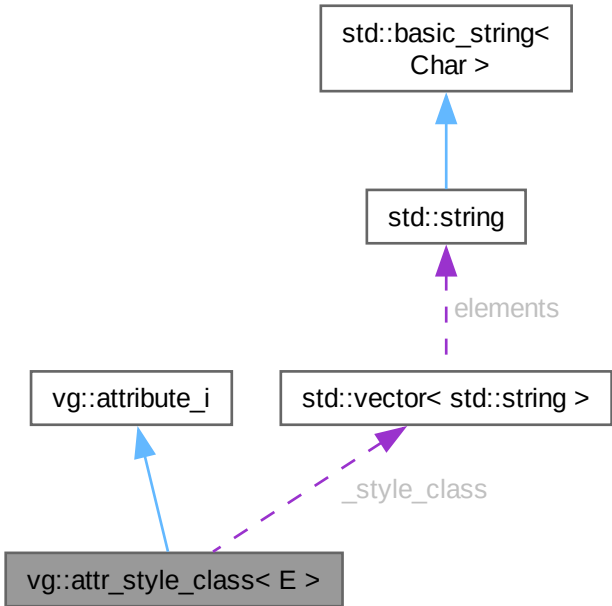 std::basic_string<
Char >
std::string
elements
vg::attribute_i
std::vector< std::string >
_style_class
vg::attr_style_class< E >